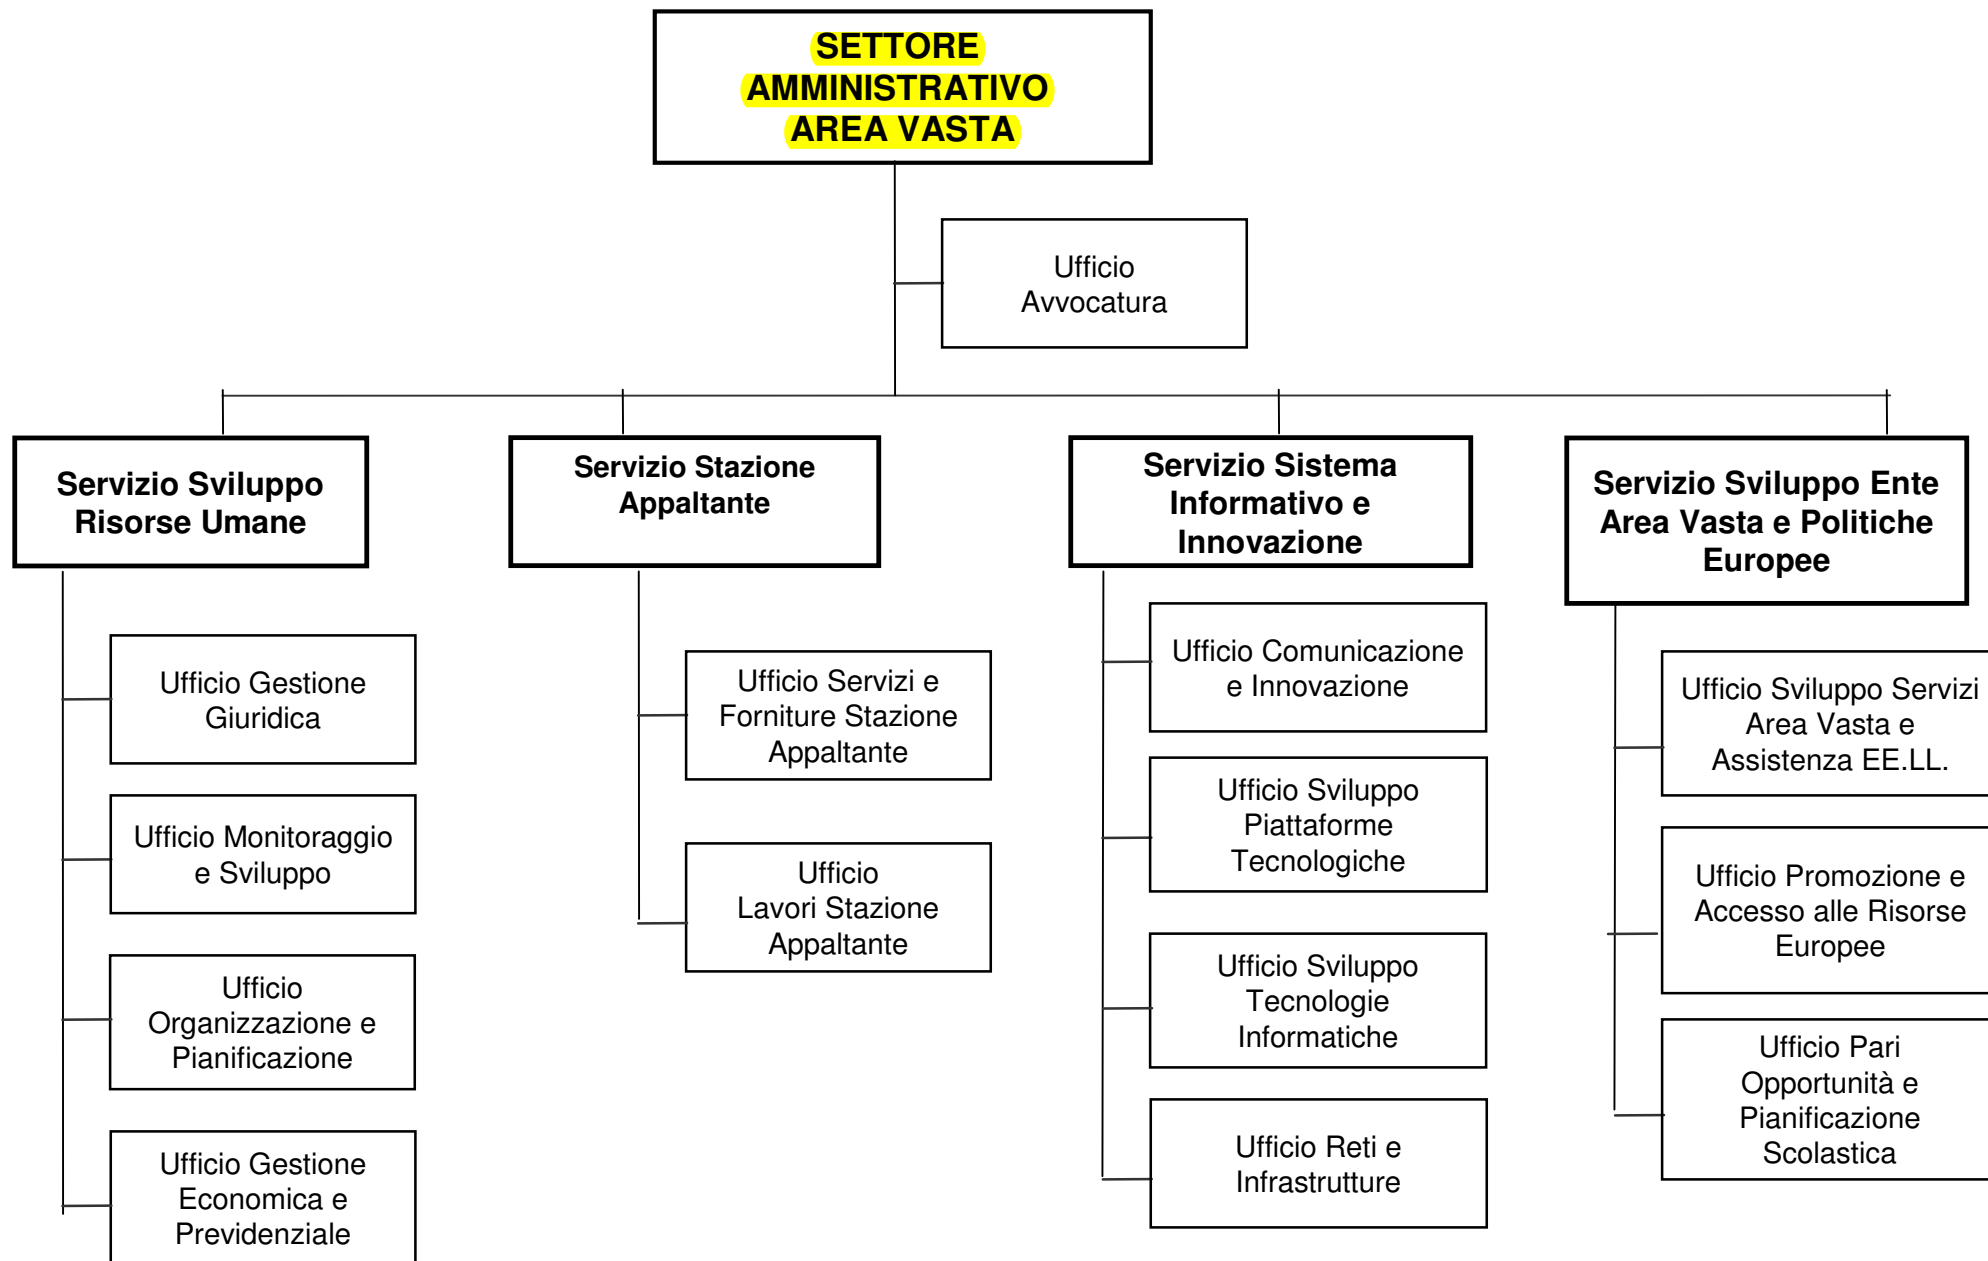 SETTORE
AMMINISTRATIVO
AREA VASTA
Ufficio
Avvocatura
Servizio Sviluppo
Risorse Umane
Ufficio Gestione
Giuridica
Ufficio Monitoraggio
e Sviluppo
Ufficio
Organizzazione e
Pianificazione
Ufficio Gestione
Economica e
Previdenziale
Servizio Stazione
Appaltante
Ufficio Servizi e
Forniture Stazione
Appaltante
Ufficio
Lavori Stazione
Appaltante
Servizio Sistema
Informativo e
Innovazione
Ufficio Comunicazione
e Innovazione
Ufficio Sviluppo
Piattaforme
Tecnologiche
Ufficio Sviluppo
Tecnologie
Informatiche
Ufficio Reti e
Infrastrutture
Servizio Sviluppo Ente
Area Vasta e Politiche
Europee
Ufficio Sviluppo Servizi
Area Vasta e
Assistenza EE.LL.
Ufficio Promozione e
Accesso alle Risorse
Europee
Ufficio Pari
Opportunità e
Pianificazione
Scolastica